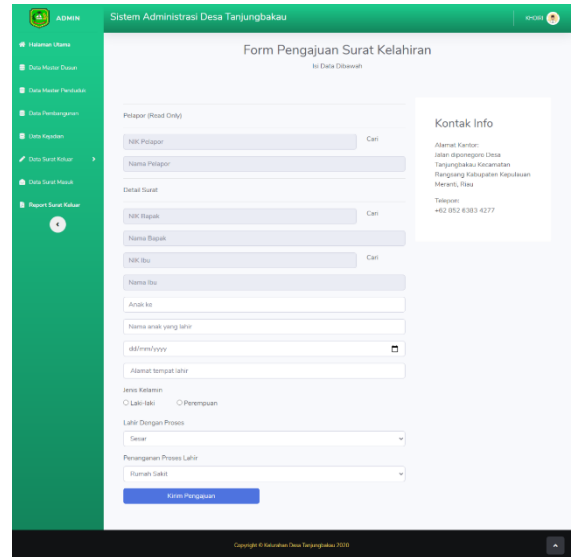 ADMIN
Sistem Administrasi Desa Tanjungbakau
KHOIRI
Halaman Utama
Data Master Dusun
Data Master Penduduk
Data Pembangunan
Data Kejadian
Data Surat Keluar
Data Surat Masuk
Report Surat Keluar
Form Pengajuan Surat Kelahiran
Isi Data Dibawah
Pelapor (Read Only)
NIK Pelapor
Cari
Nama Pelapor
Detail Surat
NIK Bapak
Cari
Nama Bapak
NIK Ibu
Cari
Nama Ibu
Anak ke
Nama anak yang lahir
dd/mm/yyyy
Alamat tempat lahir
Jenis Kelamin
Laki-laki
Perempuan
Lahir Dengan Proses
Sesar
Penanganan Proses Lahir
Rumah Sakit
Kirim Pengajuan
Kontak Info
Alamat Kantor:
Jalan diponegoro Desa
Tanjungbakau Kecamatan
Rangsang Kabupaten Kepulauan
Meranti, Riau
Telepon:
+62 852 8383 4277
Copyright © Kelurahan Desa Tanjungbakau 2020